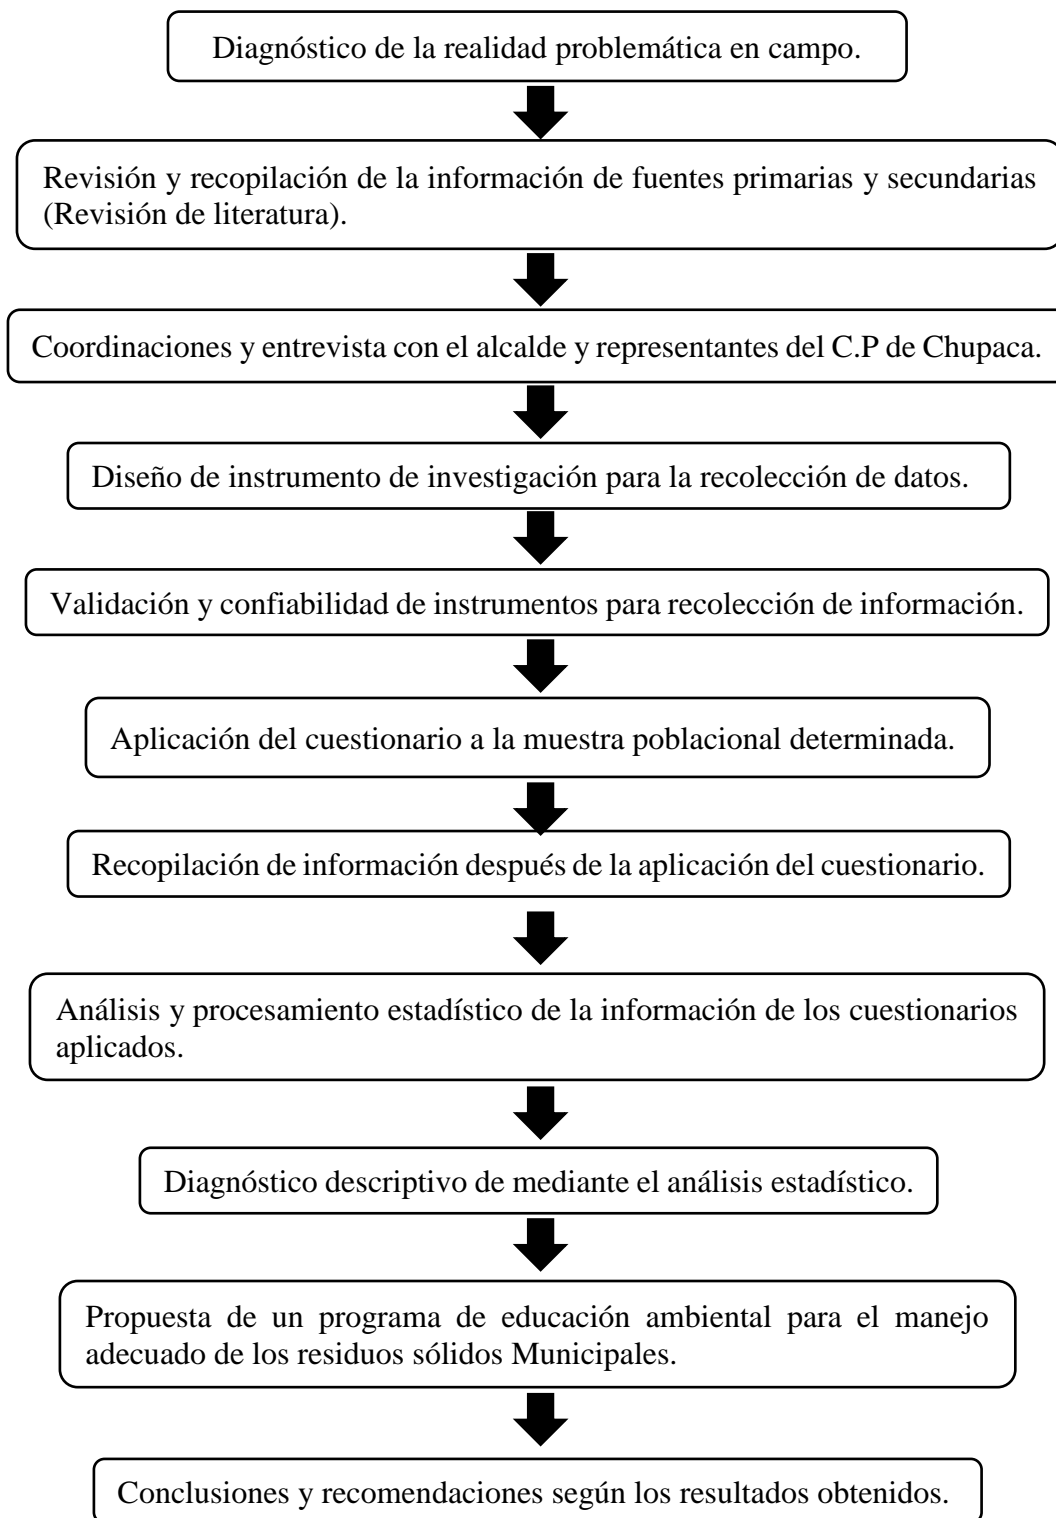 Diagnóstico de la realidad problemática en campo.
Revisión y recopilación de la información de fuentes primarias y secundarias
(Revisión de literatura).
Coordinaciones y entrevista con el alcalde y representantes del C.P de Chupaca.
Diseño de instrumento de investigación para la recolección de datos.
Validación y confiabilidad de instrumentos para recolección de información.
Aplicación del cuestionario a la muestra poblacional determinada.
Recopilación de información después de la aplicación del cuestionario.
Análisis y procesamiento estadístico de la información de los cuestionarios
aplicados.
Diagnóstico descriptivo de mediante el análisis estadístico.
Propuesta de un programa de educación ambiental para el manejo
adecuado de los residuos sólidos Municipales.
Conclusiones y recomendaciones según los resultados obtenidos.